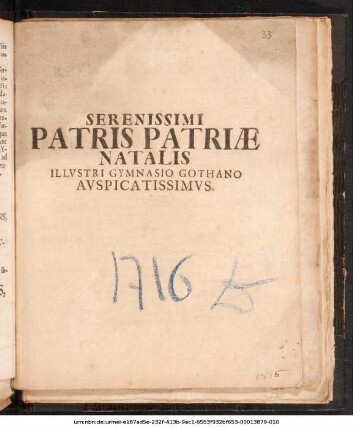 33
SERENISSIMI
PATRIS PATRIÆ
NATALIS
ILLVSTRI GYMNASIO GOTHANO
AVSPICATISSIMVS.
1716
urn:nbn:de:urmel-e187ad5e-232f-413b-9ac1-6553f932bf653-00013879-010